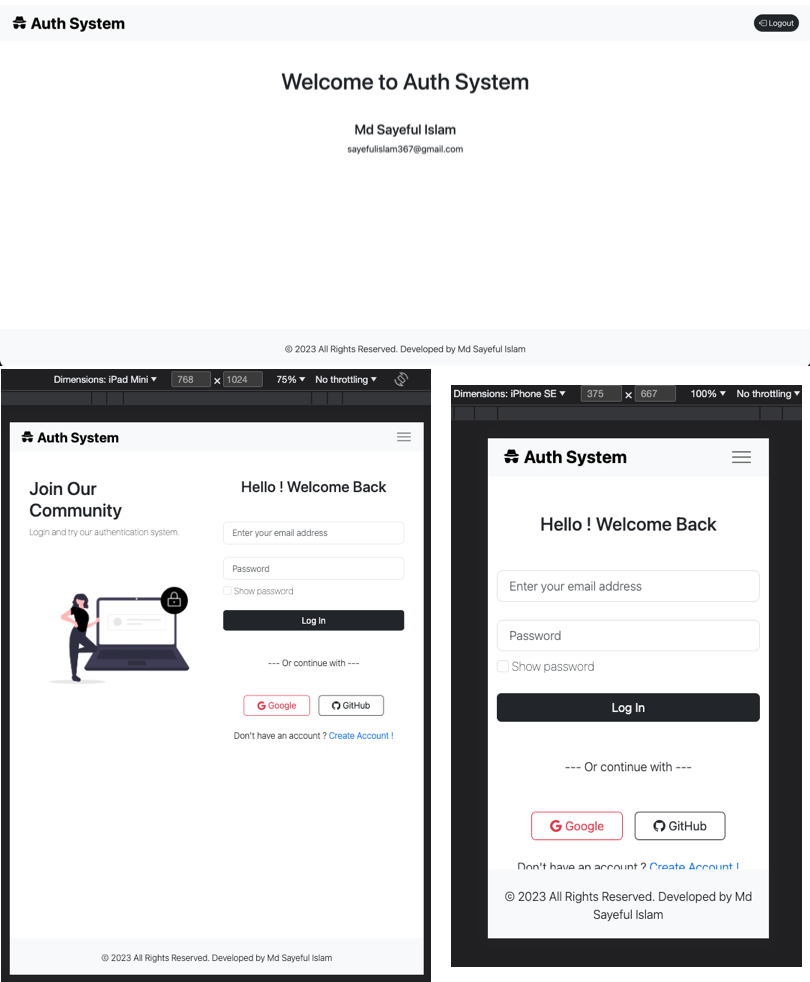 Auth System
Logout
Welcome to Auth System
Md Sayeful Islam
sayefulislam367@gmail.com
© 2023 All Rights Reserved. Developed by Md Sayeful Islam
Dimensions: iPad Mini 768 × 1024 75% No throttling
Auth System
Join Our
Community
Login and try our authentication system.
Hello ! Welcome Back
Enter your email address
Password
Show password
Log In
--- Or continue with ---
Google GitHub
Don't have an account ? Create Account !
© 2023 All Rights Reserved. Developed by Md Sayeful Islam
Dimensions: iPhone SE 375 × 667 100% No throttling
Auth System
Hello ! Welcome Back
Enter your email address
Password
Show password
Log In
--- Or continue with ---
Google GitHub
Don't have an account ? Create Account !
© 2023 All Rights Reserved. Developed by Md
Sayeful Islam